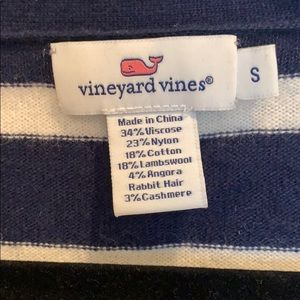 vineyard vines®
S
Made in China
34% Viscose
23% Nylon
18% Cotton
18% Lambswool
4% Angora
Rabbit Hair
3% Cashmere